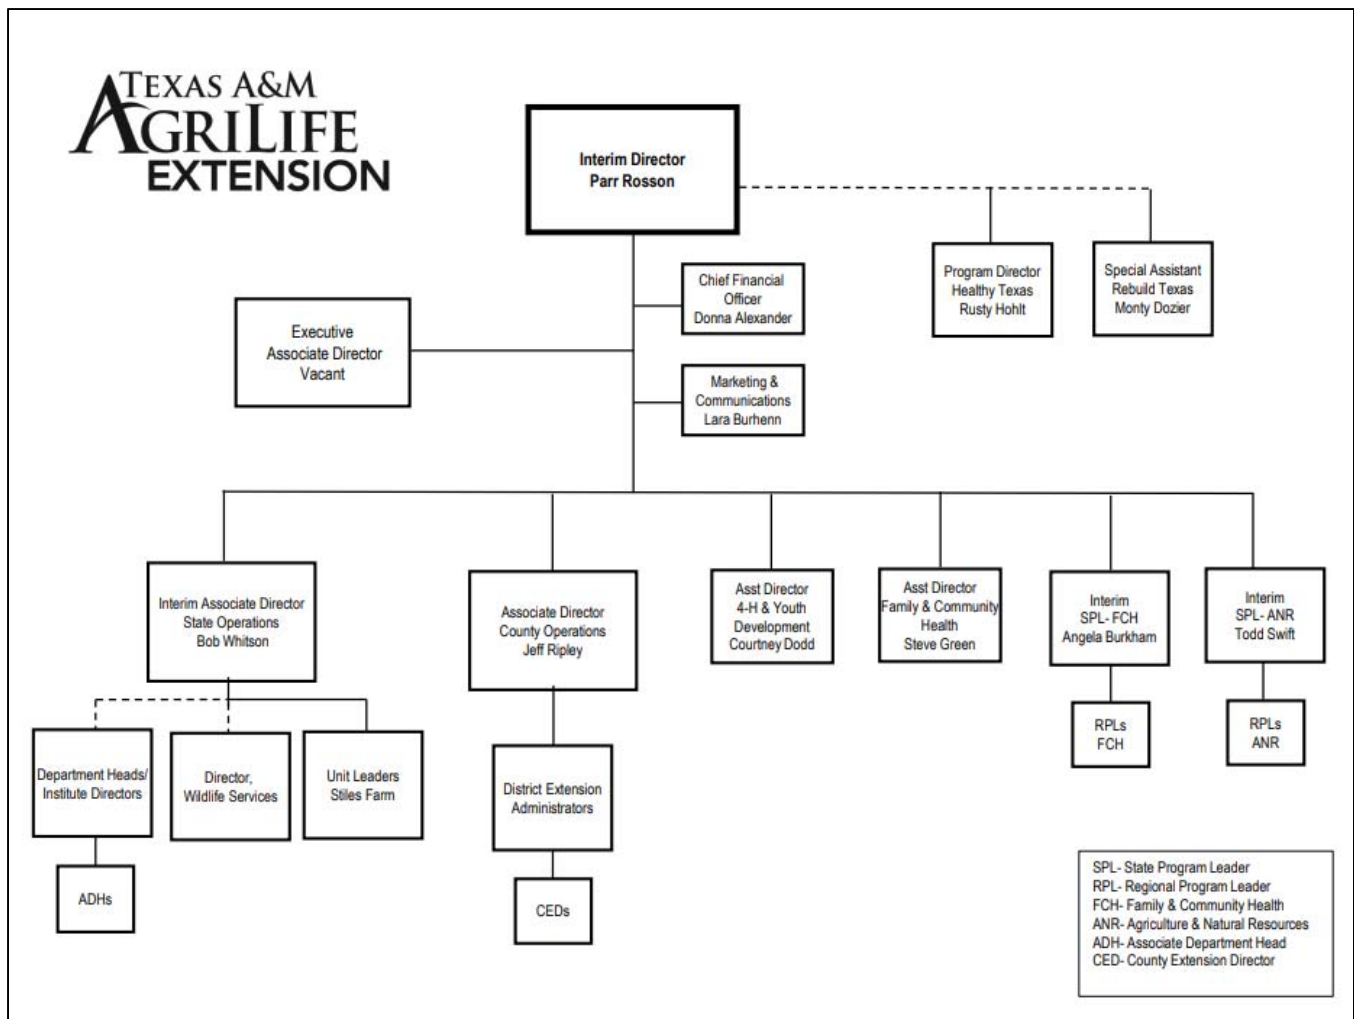 TEXAS A&M
AGRILIFE
EXTENSION
Interim Director
Parr Rosson
Program Director
Healthy Texas
Rusty Hohlt
Special Assistant
Rebuild Texas
Monty Dozier
Chief Financial
Officer
Donna Alexander
Executive
Associate Director
Vacant
Marketing &
Communications
Lara Burhenn
Interim Associate Director
State Operations
Bob Whitson
Associate Director
County Operations
Jeff Ripley
Asst Director
4-H & Youth
Development
Courtney Dodd
Asst Director
Family & Community
Health
Steve Green
Interim
SPL- FCH
Angela Burkham
Interim
SPL- ANR
Todd Swift
Department Heads/
Institute Directors
Director,
Wildlife Services
Unit Leaders
Stiles Farm
District Extension
Administrators
RPLs
FCH
RPLs
ANR
ADHs
CEDs
SPL- State Program Leader
RPL- Regional Program Leader
FCH- Family & Community Health
ANR- Agriculture & Natural Resources
ADH- Associate Department Head
CED- County Extension Director